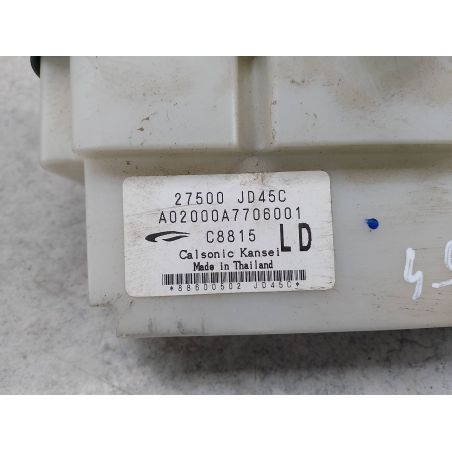 27500 JD45C
A02000A7706001
C8815 LD
Calsonic Kansei
Made in Thailand
*88600502 JD45C*